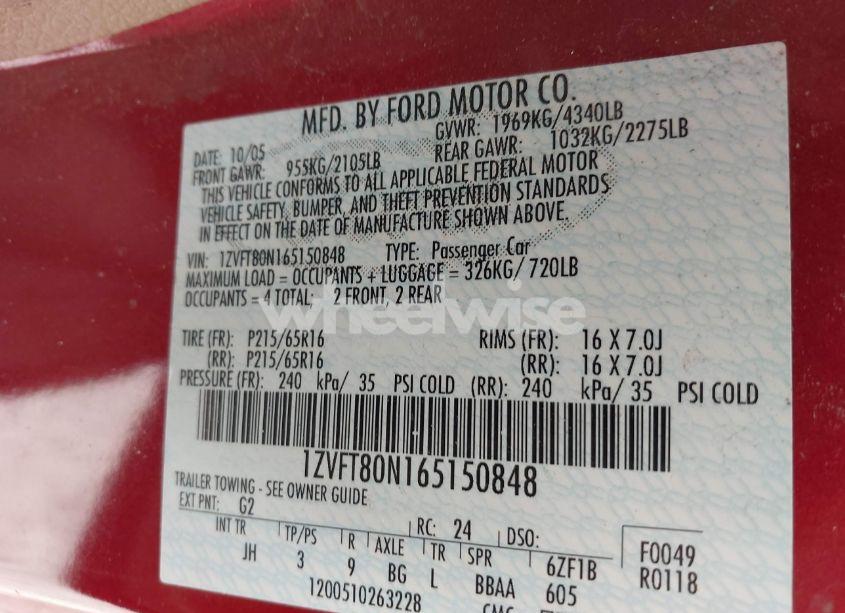 MFD. BY FORD MOTOR CO.
DATE: 10/05 GVWR: 1969KG/4340LB
FRONT GAWR: 955KG/2105LB REAR GAWR: 1032KG/2275LB
THIS VEHICLE CONFORMS TO ALL APPLICABLE FEDERAL MOTOR
VEHICLE SAFETY, BUMPER, AND THEFT PREVENTION STANDARDS
IN EFFECT ON THE DATE OF MANUFACTURE SHOWN ABOVE.
VIN: 1ZVFT80N165150848 TYPE: Passenger Car
MAXIMUM LOAD = OCCUPANTS + LUGGAGE = 326KG/720LB
OCCUPANTS = 4 TOTAL; 2 FRONT, 2 REAR
wheelwise
TIRE (FR): P215/65R16 RIMS (FR): 16 X 7.0J
(RR): P215/65R16 (RR): 16 X 7.0J
PRESSURE (FR): 240 kPa/ 35 PSI COLD (RR): 240 kPa/ 35 PSI COLD
1ZVFT80N165150848
TRAILER TOWING - SEE OWNER GUIDE
EXT PNT: G2 RC: 24 DSO: F0049
INT TR TP/PS R AXLE TR SPR 6ZF1B R0118
JH 3 9 BG L BBAA 605
1200510263228